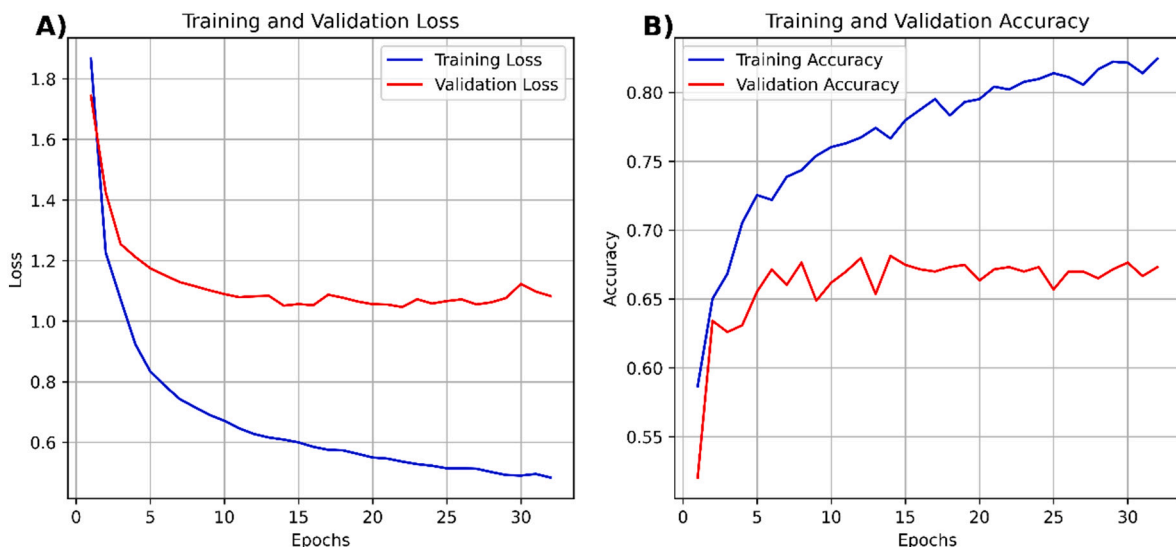 A)
Training and Validation Loss
Training Loss
Validation Loss
1.8
1.6
1.4
1.2
1.0
0.8
0.6
Loss
0 5 10 15 20 25 30
Epochs
B)
Training and Validation Accuracy
Training Accuracy
Validation Accuracy
0.80
0.75
0.70
0.65
0.60
0.55
Accuracy
0 5 10 15 20 25 30
Epochs